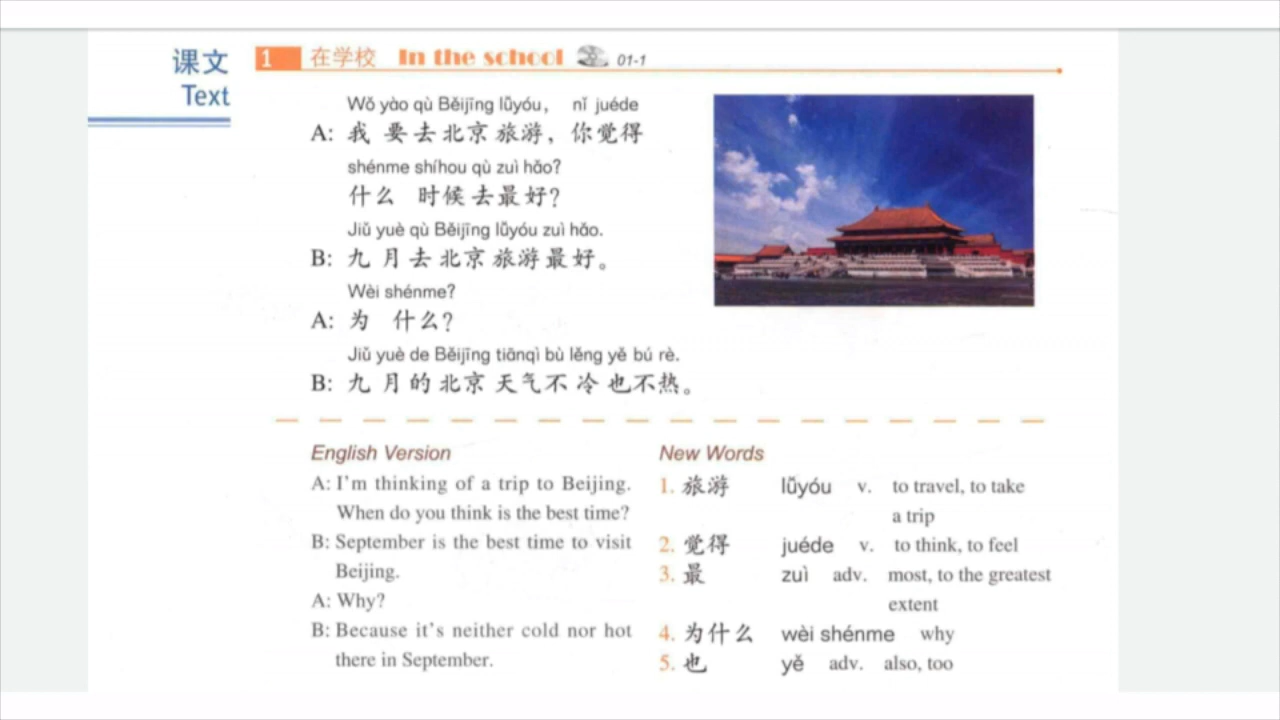 课文
Text
1 在学校 In the school 01-1
Wǒ yào qù Běijīng lǚyóu, nǐ juéde
A: 我 要去北京旅游，你觉得
shénme shíhou qù zuì hǎo?
什么 时候去最好？
Jiǔ yuè qù Běijīng lǚyóu zuì hǎo.
B: 九 月去北京旅游最好。
Wèi shénme?
A: 为 什么？
Jiǔ yuè de Běijīng tiānqì bù lěng yě bú rè.
B: 九 月的北京天气不冷也不热。
English Version
A: I'm thinking of a trip to Beijing.
When do you think is the best time?
B: September is the best time to visit
Beijing.
A: Why?
B: Because it's neither cold nor hot
there in September.
New Words
1. 旅游 lǚyóu v. to travel, to take
a trip
2. 觉得 juéde v. to think, to feel
3. 最 zuì adv. most, to the greatest
extent
4. 为什么 wèi shénme why
5. 也 yě adv. also, too